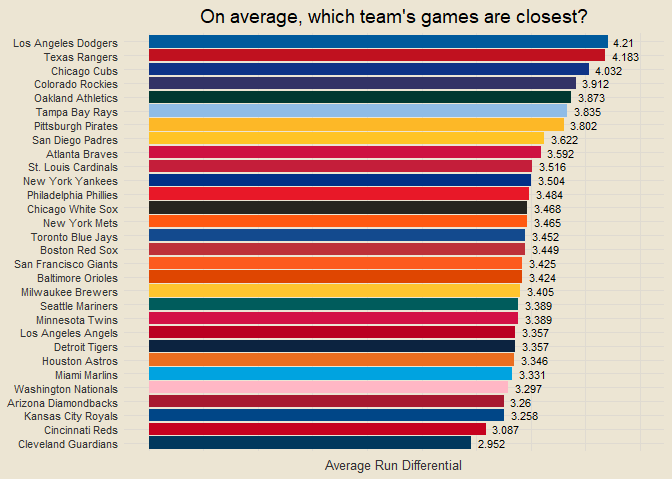 On average, which team's games are closest?
Los Angeles Dodgers 4.21
Texas Rangers 4.183
Chicago Cubs 4.032
Colorado Rockies 3.912
Oakland Athletics 3.873
Tampa Bay Rays 3.835
Pittsburgh Pirates 3.802
San Diego Padres 3.622
Atlanta Braves 3.592
St. Louis Cardinals 3.516
New York Yankees 3.504
Philadelphia Phillies 3.484
Chicago White Sox 3.468
New York Mets 3.465
Toronto Blue Jays 3.452
Boston Red Sox 3.449
San Francisco Giants 3.425
Baltimore Orioles 3.424
Milwaukee Brewers 3.405
Seattle Mariners 3.389
Minnesota Twins 3.389
Los Angeles Angels 3.357
Detroit Tigers 3.357
Houston Astros 3.346
Miami Marlins 3.331
Washington Nationals 3.297
Arizona Diamondbacks 3.26
Kansas City Royals 3.258
Cincinnati Reds 3.087
Cleveland Guardians 2.952
Average Run Differential